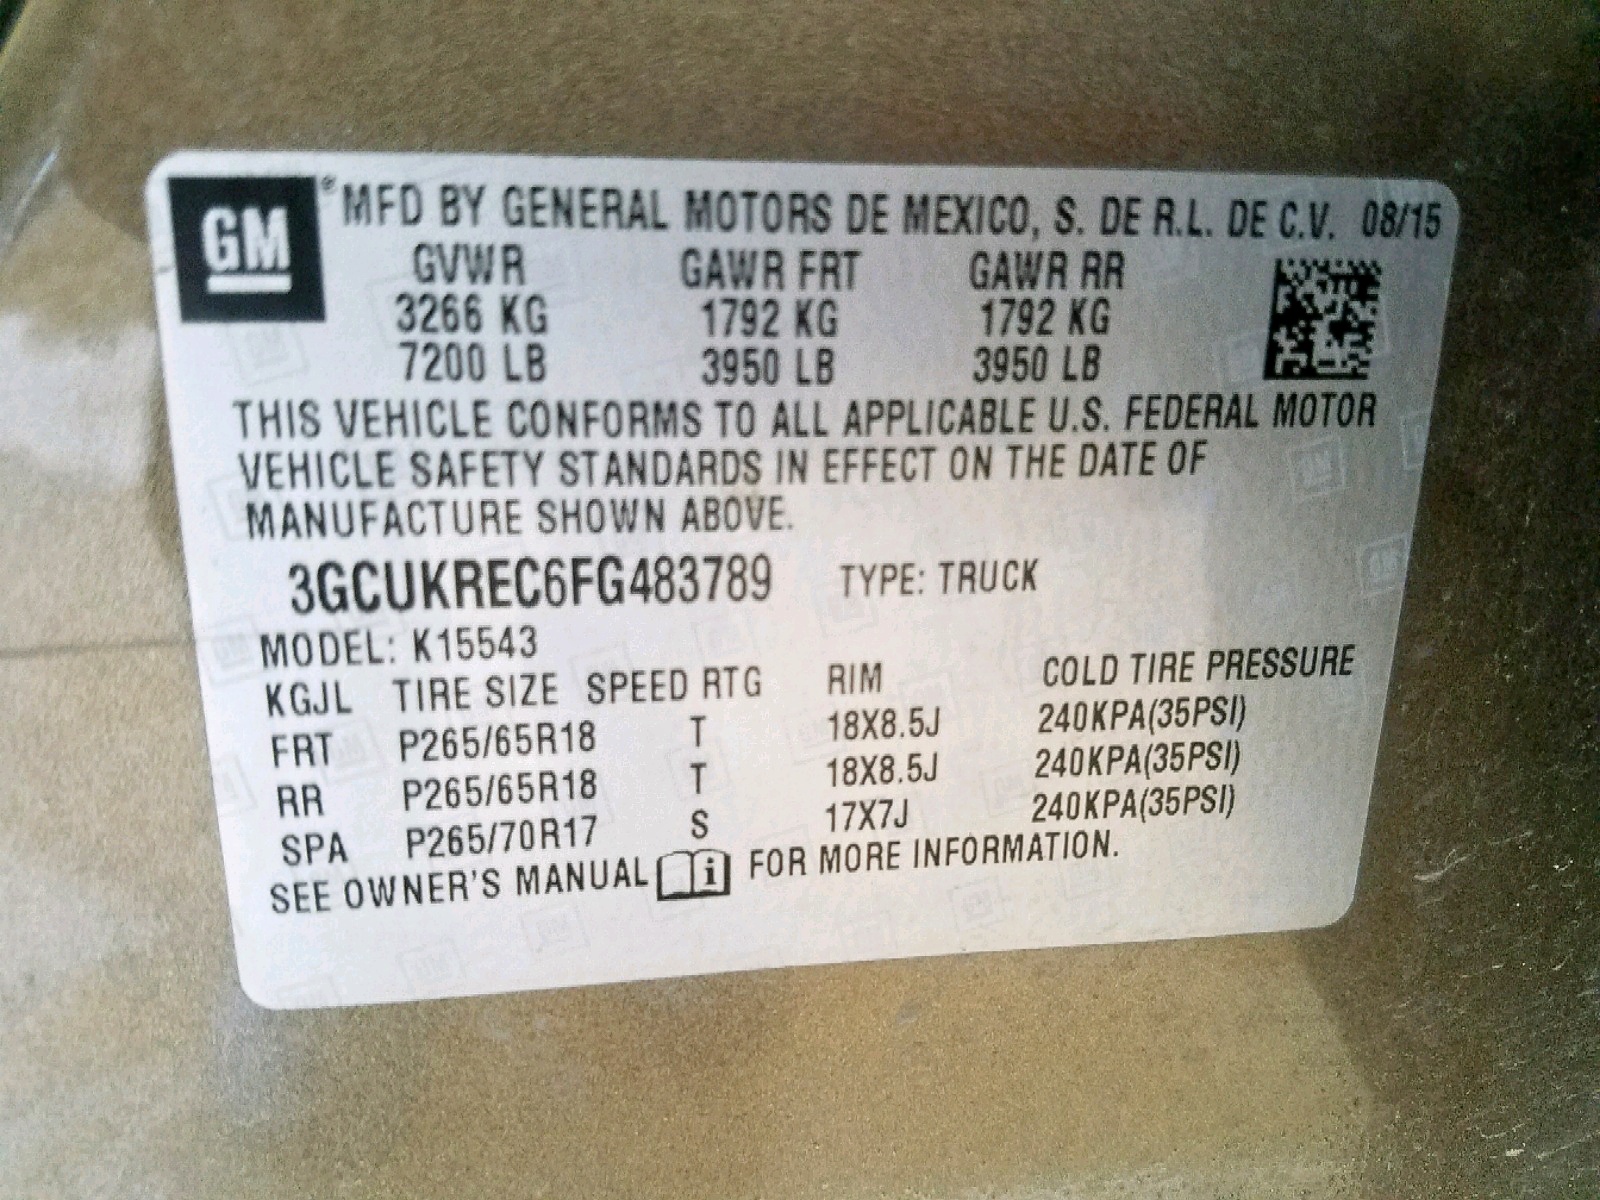 GM ® MFD BY GENERAL MOTORS DE MEXICO, S. DE R.L. DE C.V. 08/15
GVWR GAWR FRT GAWR RR
3266 KG 1792 KG 1792 KG
7200 LB 3950 LB 3950 LB
THIS VEHICLE CONFORMS TO ALL APPLICABLE U.S. FEDERAL MOTOR
VEHICLE SAFETY STANDARDS IN EFFECT ON THE DATE OF
MANUFACTURE SHOWN ABOVE.
3GCUKREC6FG483789 TYPE: TRUCK
MODEL: K15543
KGJL TIRE SIZE SPEED RTG RIM COLD TIRE PRESSURE
FRT P265/65R18 T 18X8.5J 240KPA(35PSI)
RR P265/65R18 T 18X8.5J 240KPA(35PSI)
SPA P265/70R17 S 17X7J 240KPA(35PSI)
SEE OWNER'S MANUAL i FOR MORE INFORMATION.